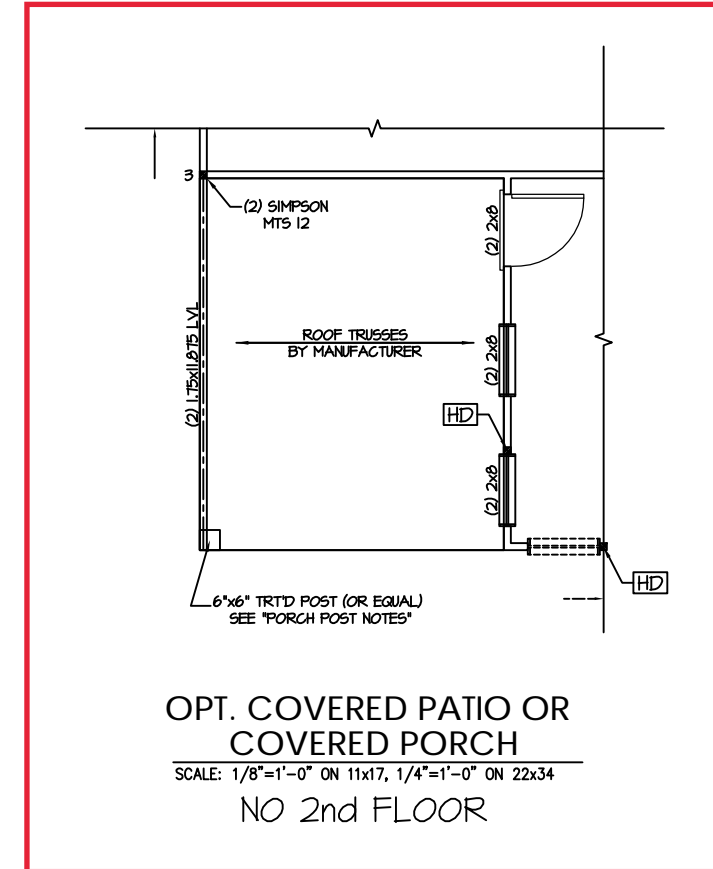 3
(2) SIMPSON
MTS 12
(2) 2x8
(2) 1.75x11.875 LVL
ROOF TRUSSES
BY MANUFACTURER
(2) 2x8
HD
(2) 2x8
HD
6"x6" TRT'D POST (OR EQUAL)
SEE "PORCH POST NOTES"
OPT. COVERED PATIO OR
COVERED PORCH
SCALE: 1/8"=1'-0" ON 11x17, 1/4"=1'-0" ON 22x34
NO 2nd FLOOR